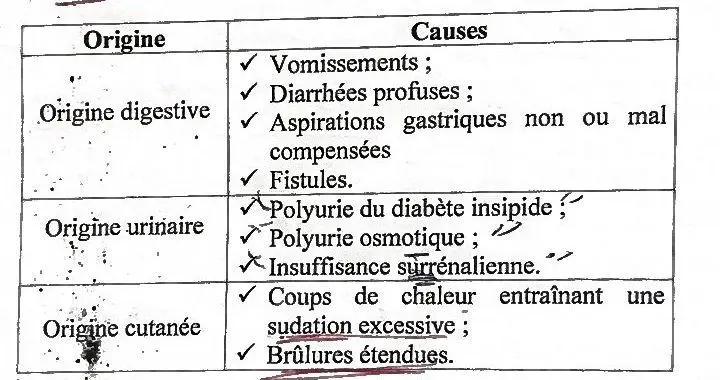 Origine Causes
Origine digestive
✓ Vomissements ;
✓ Diarrhées profuses ;
✓ Aspirations gastriques non ou mal
compensées
✓ Fistules.
Origine urinaire
✓ Polyurie du diabète insipide ;
✓ Polyurie osmotique ;
✓ Insuffisance surrénalienne.
Origine cutanée
✓ Coups de chaleur entraînant une
sudation excessive ;
✓ Brûlures étendues.